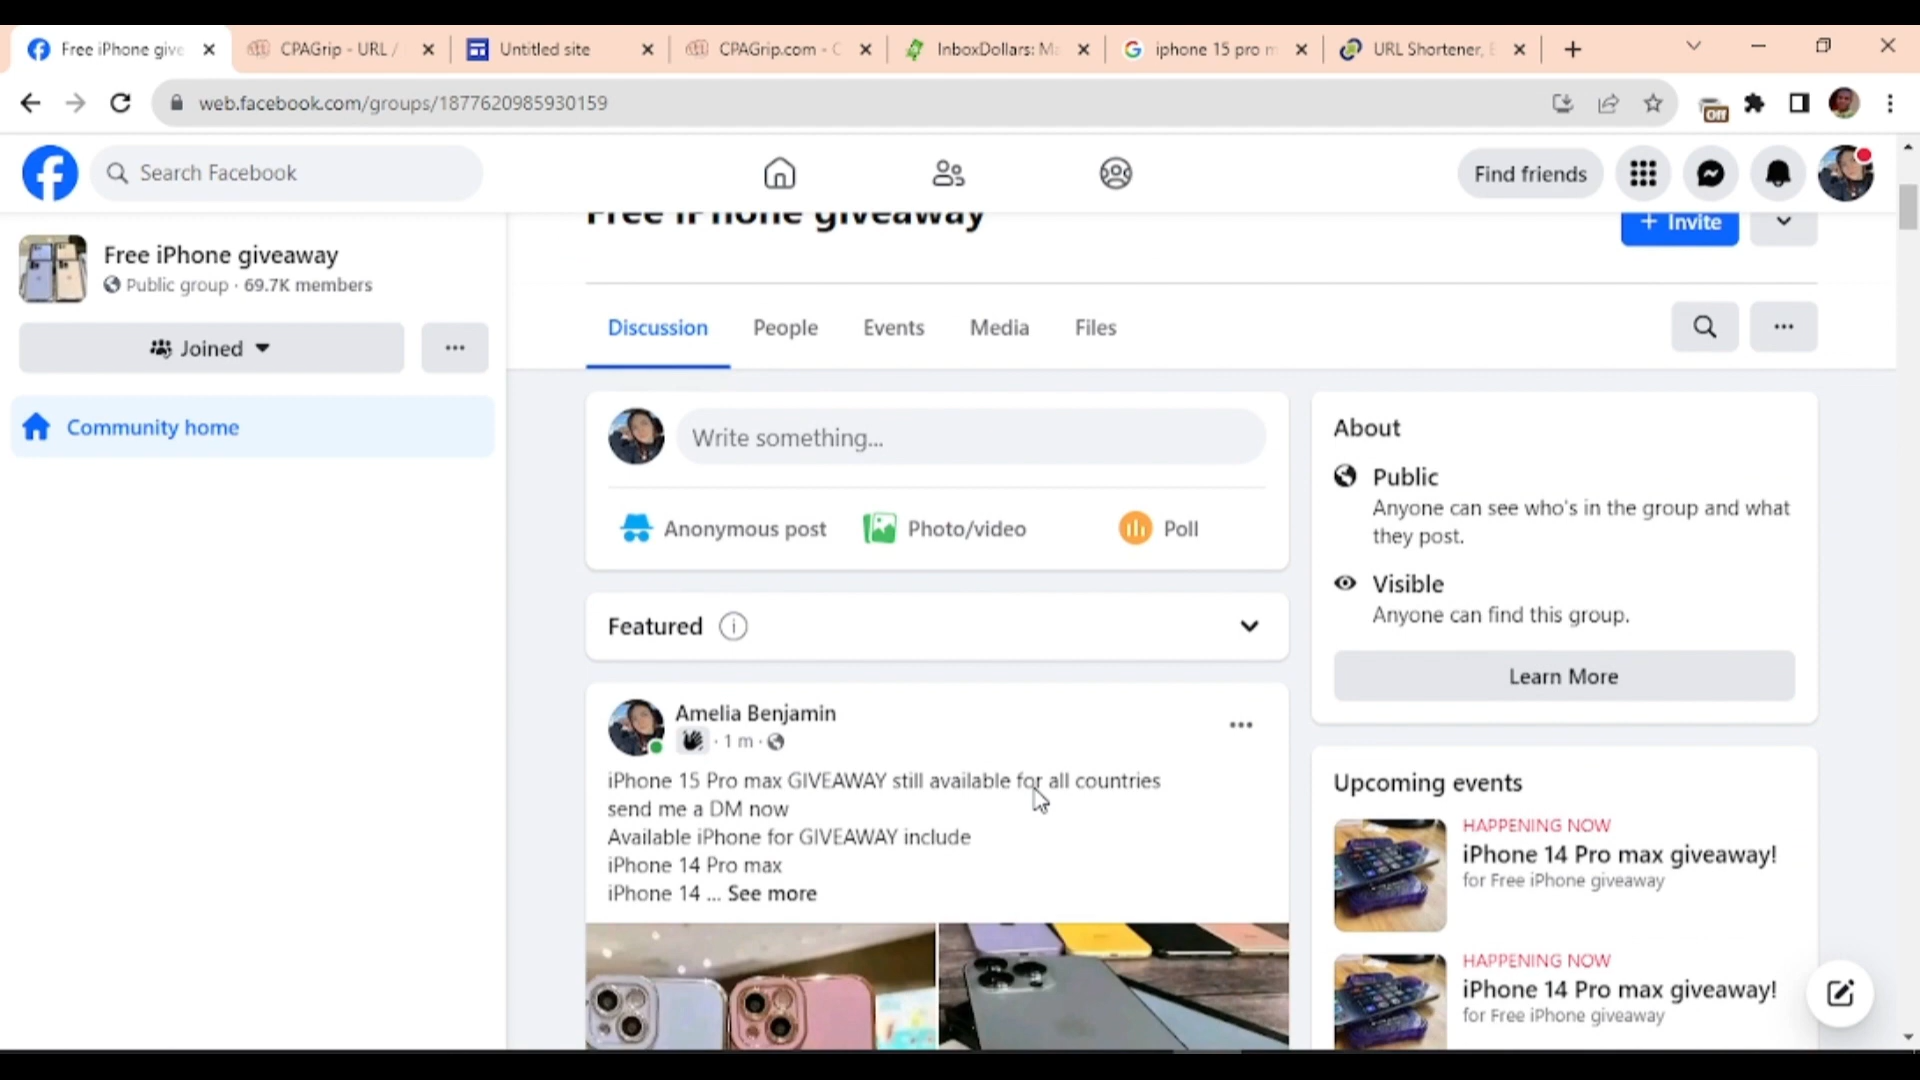 Free iPhone give
CPAGrip - URL /
Untitled site
CPAGrip.com - C
InboxDollars: Ma
iphone 15 pro m
URL Shortener,
web.facebook.com/groups/1877620985930159
Off
Search Facebook
Find friends
Free iPhone giveaway
Public group · 69.7K members
Joined
Community home
Free iPhone giveaway
+ Invite
Discussion
People
Events
Media
Files
Write something...
Anonymous post
Photo/video
Poll
Featured
Amelia Benjamin
· 1 m ·
iPhone 15 Pro max GIVEAWAY still available for all countries
send me a DM now
Available iPhone for GIVEAWAY include
iPhone 14 Pro max
iPhone 14 ... See more
About
Public
Anyone can see who's in the group and what
they post.
Visible
Anyone can find this group.
Learn More
Upcoming events
HAPPENING NOW
iPhone 14 Pro max giveaway!
for Free iPhone giveaway
HAPPENING NOW
iPhone 14 Pro max giveaway!
for Free iPhone giveaway